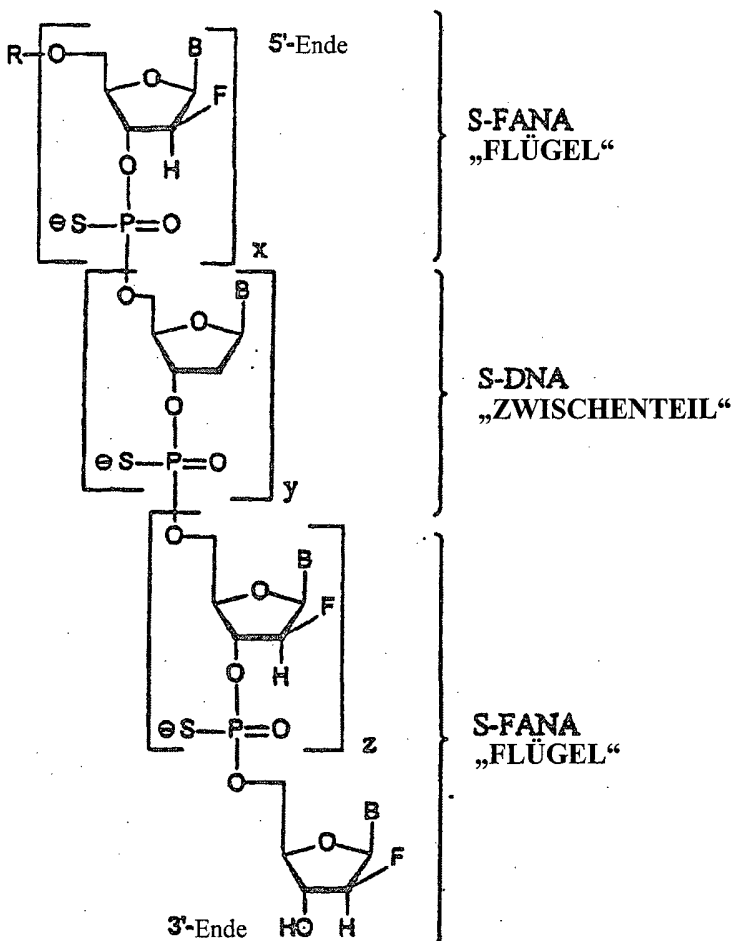 5'-Ende
R
O
B
O
F
O
H
⊖S—P=O
x
S-FANA
„FLÜGEL“
O
B
O
O
⊖S—P=O
y
S-DNA
„ZWISCHENTEIL“
O
B
O
F
O
H
⊖S—P=O
z
O
B
O
F
3'-Ende
HO
H
S-FANA
„FLÜGEL“